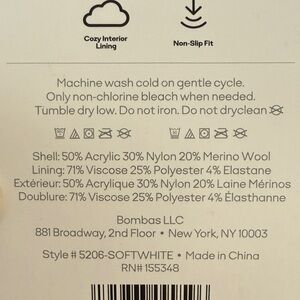 Cozy Interior Lining
Non-Slip Fit
Machine wash cold on gentle cycle.
Only non-chlorine bleach when needed.
Tumble dry low. Do not iron. Do not dryclean
Shell: 50% Acrylic 30% Nylon 20% Merino Wool
Lining: 71% Viscose 25% Polyester 4% Elastane
Extérieur: 50% Acrylique 30% Nylon 20% Laine Mérinos
Doublure: 71% Viscose 25% Polyester 4% Élasthanne
Bombas LLC
881 Broadway, 2nd Floor • New York, NY 10003
Style # 5206-SOFTWHITE • Made in China
RN# 155348